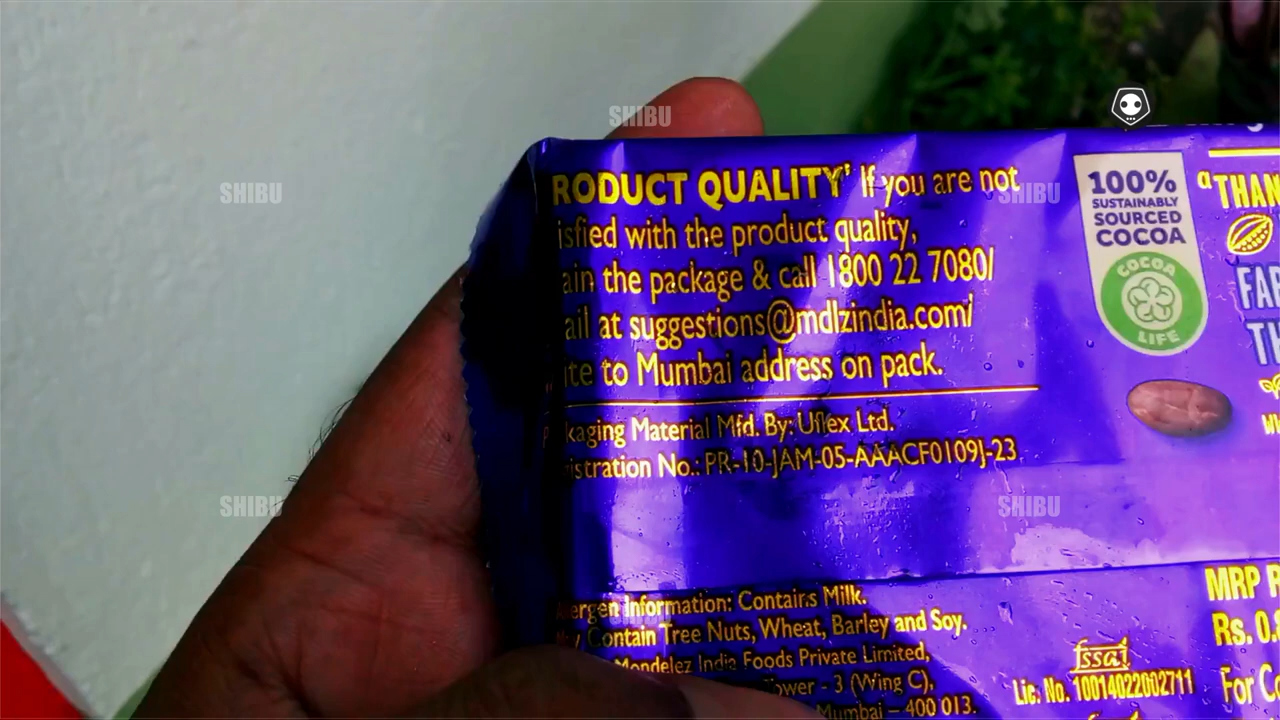 RODUCT QUALITY' If you are not
isfied with the product quality,
ain the package & call 1800 22 7080/
ail at suggestions@mdlzindia.com/
ite to Mumbai address on pack.
kaging Material Mfd. By: Uflex Ltd.
istration No.: PR-10-JAM-05-AAACF0109J-23
ergen information: Contains Milk.
y Contain Tree Nuts, Wheat, Barley and Soy.
Mondelez India Foods Private Limited,
ower - 3 (Wing C),
Mumbai – 400 013.
100%
SUSTAINABLY
SOURCED
COCOA
COCOA
LIFE
"THAN
FAR
TH
fssai
Lic. No. 10014022002711
MRP R
Rs. 0.
For Co
SHIBU
SHIBU
SHIBU
SHIBU
SHIBU
SHIBU
SHIBU
SHIBU